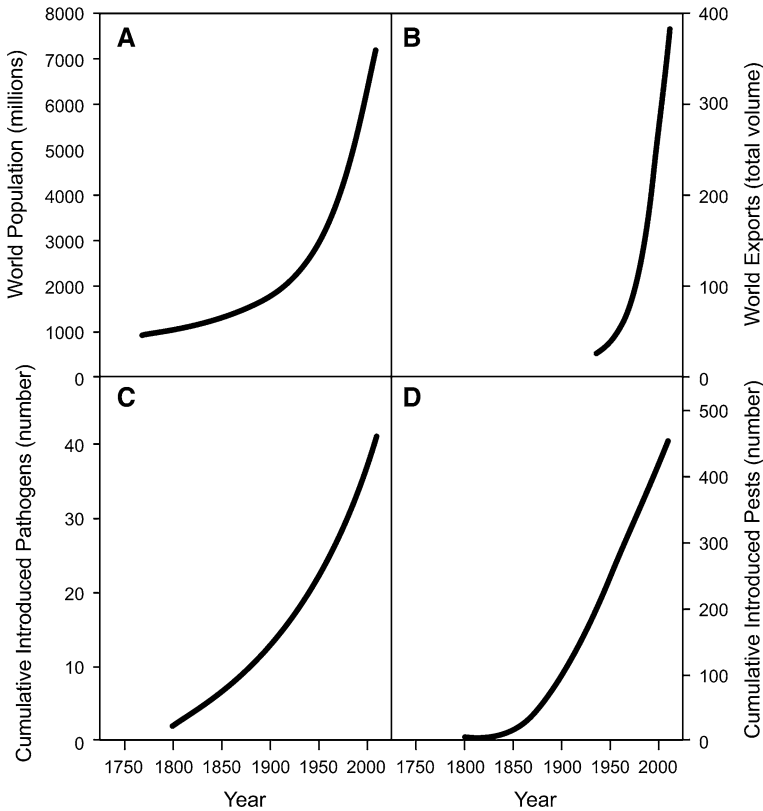 A
B
World Population (millions)
8000
7000
6000
5000
4000
3000
2000
1000
0
World Exports (total volume)
400
300
200
100
0
C
D
Cumulative Introduced Pathogens (number)
40
30
20
10
0
Cumulative Introduced Pests (number)
500
400
300
200
100
0
1750 1800 1850 1900 1950 2000
1750 1800 1850 1900 1950 2000
Year
Year